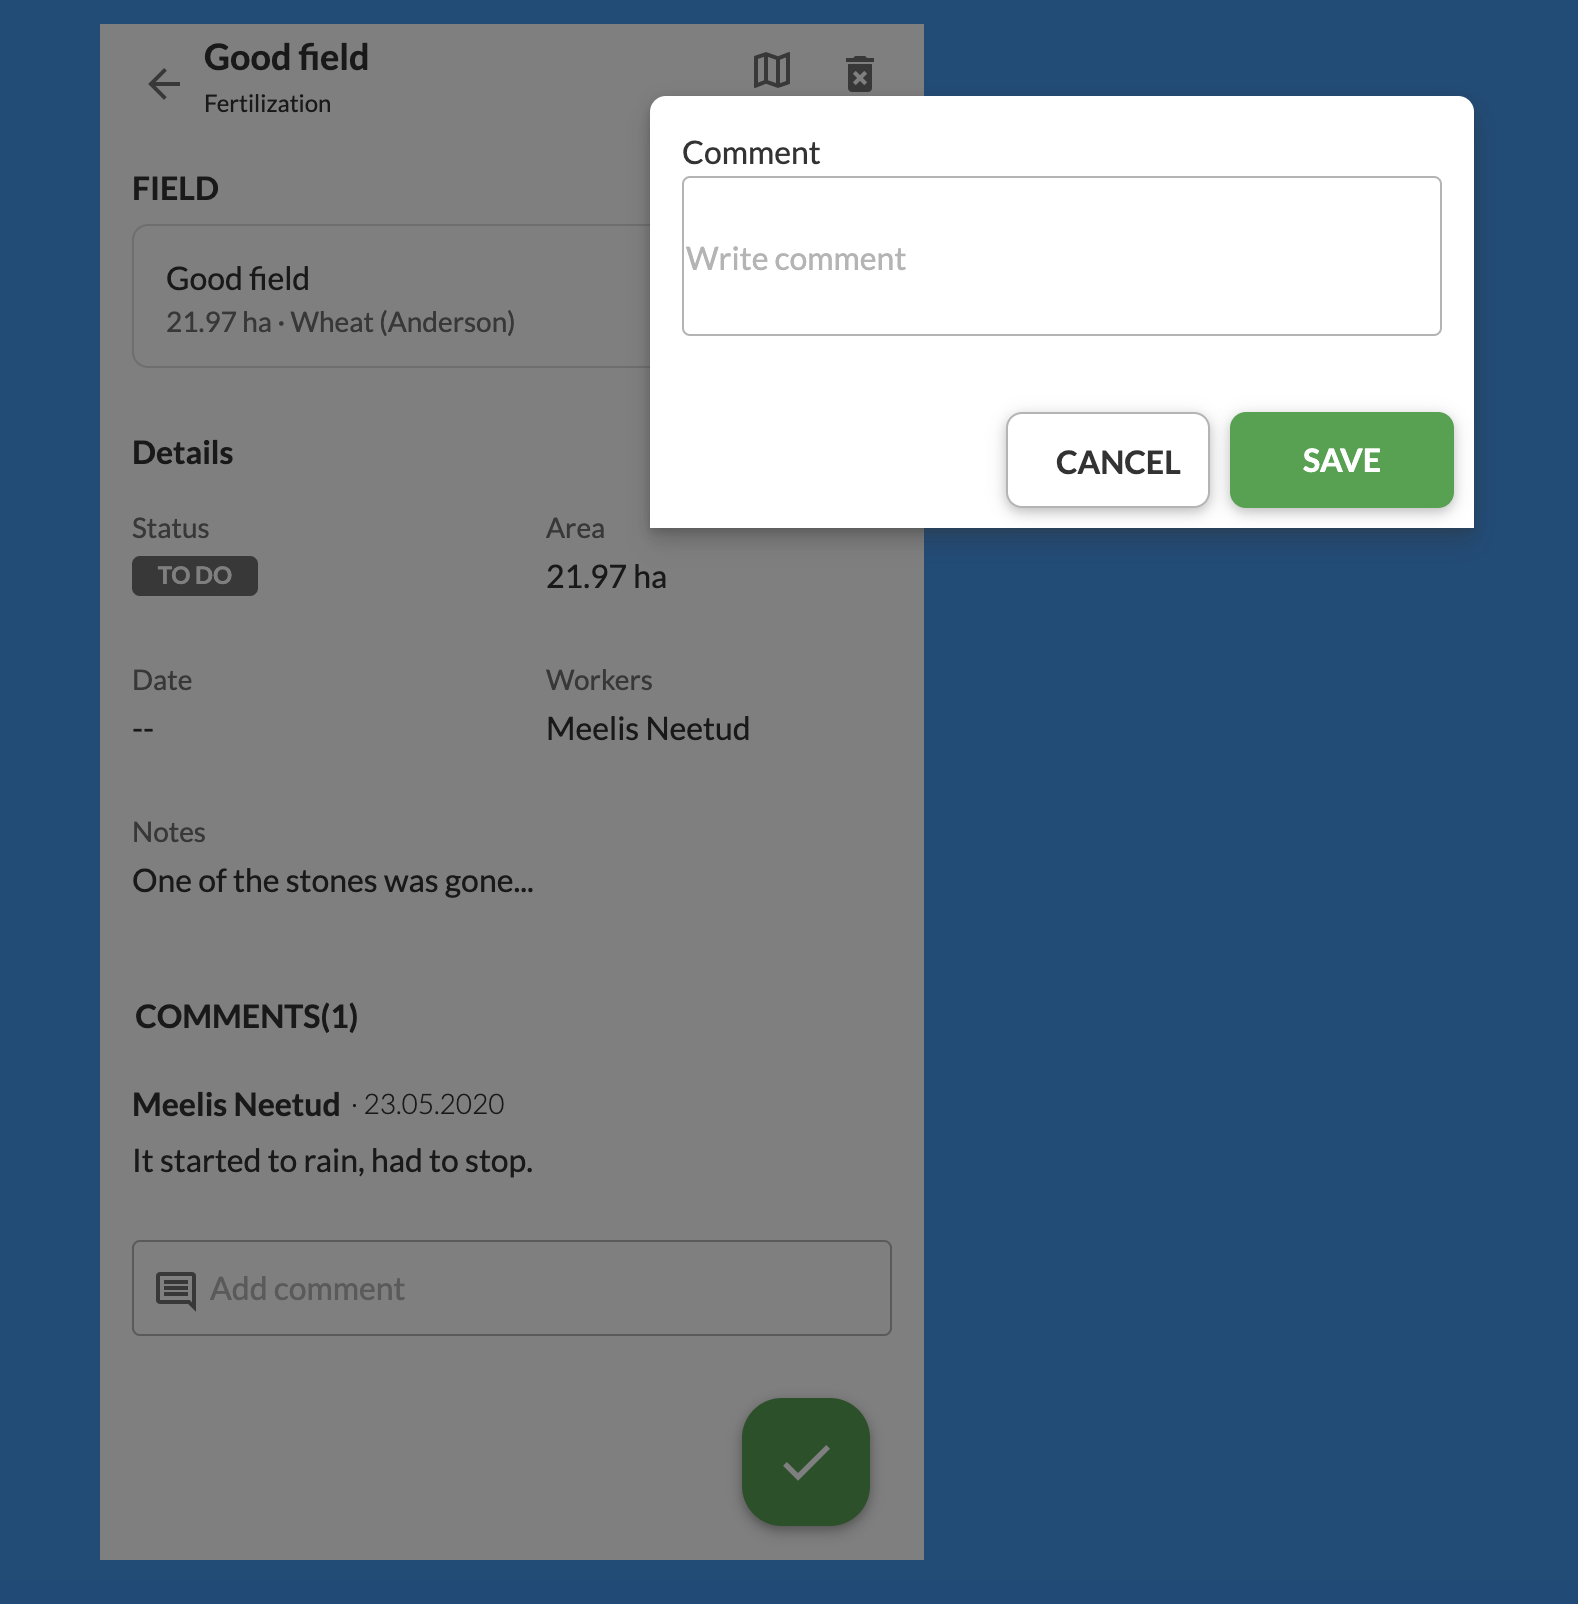 Good field
Fertilization
FIELD
Good field
21.97 ha · Wheat (Anderson)
Details
Status
Area
TO DO
21.97 ha
Date
Workers
--
Meelis Neetud
Notes
One of the stones was gone...
COMMENTS(1)
Meelis Neetud · 23.05.2020
It started to rain, had to stop.
Add comment
Comment
Write comment
CANCEL
SAVE